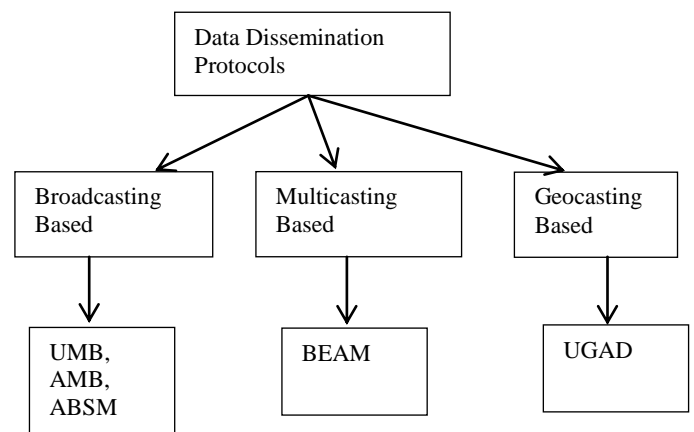 Data Dissemination
Protocols
Broadcasting
Based
Multicasting
Based
Geocasting
Based
UMB,
AMB,
ABSM
BEAM
UGAD